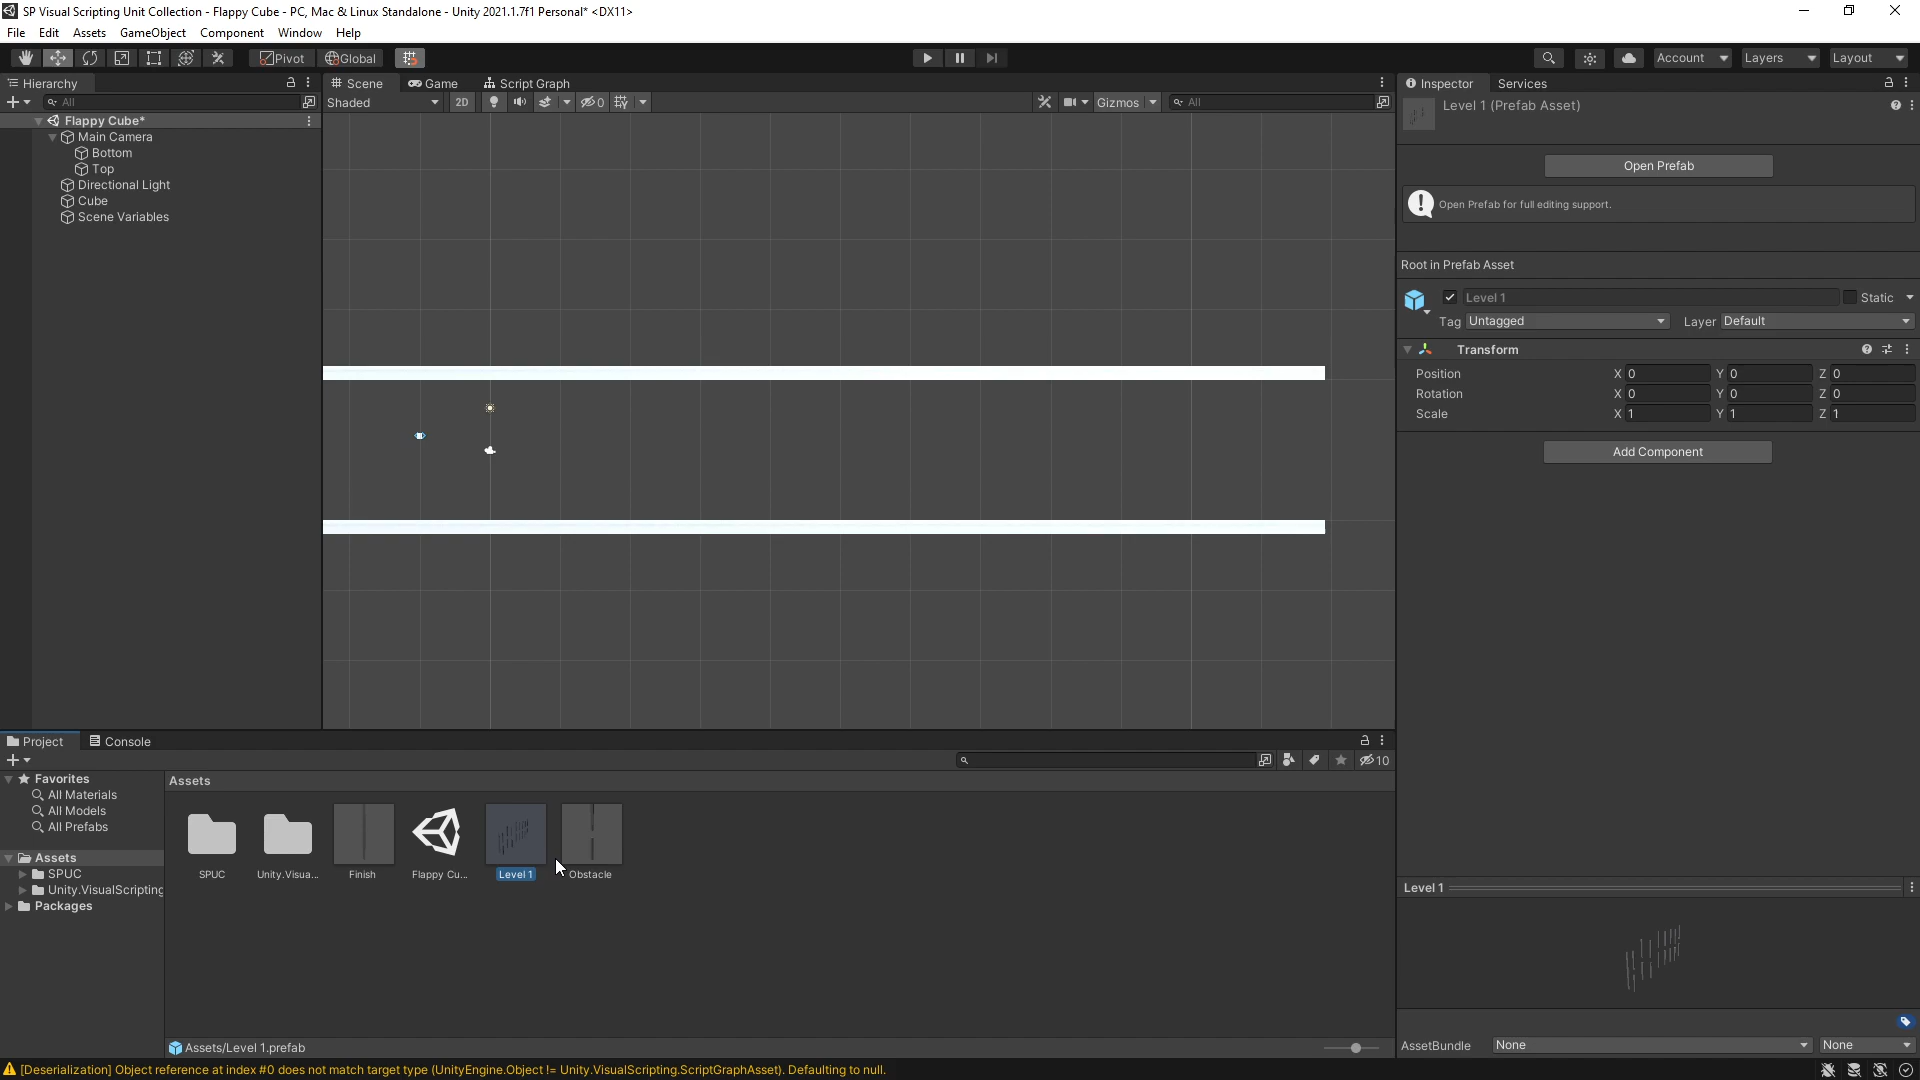 SP Visual Scripting Unit Collection - Flappy Cube - PC, Mac & Linux Standalone - Unity 2021.1.7f1 Personal* <DX11>
File Edit Assets GameObject Component Window Help
Pivot Global Account Layers Layout
Hierarchy Scene Game Script Graph Inspector Services
All Shaded 2D 0 Gizmos All
Level 1 (Prefab Asset)
Flappy Cube*
Main Camera
Bottom
Top
Directional Light
Cube
Scene Variables
Open Prefab
Open Prefab for full editing support.
Root in Prefab Asset
Level 1 Static
Tag Untagged Layer Default
Transform
Position X 0 Y 0 Z 0
Rotation X 0 Y 0 Z 0
Scale X 1 Y 1 Z 1
Add Component
Project Console
10
Favorites
All Materials
All Models
All Prefabs
Assets
SPUC
Unity.VisualScripting
Packages
Assets
SPUC Unity.Visua... Finish Flappy Cu... Level 1 Obstacle
Assets/Level 1.prefab
Level 1
AssetBundle None None
[Deserialization] Object reference at index #0 does not match target type (UnityEngine.Object != Unity.VisualScripting.ScriptGraphAsset). Defaulting to null.